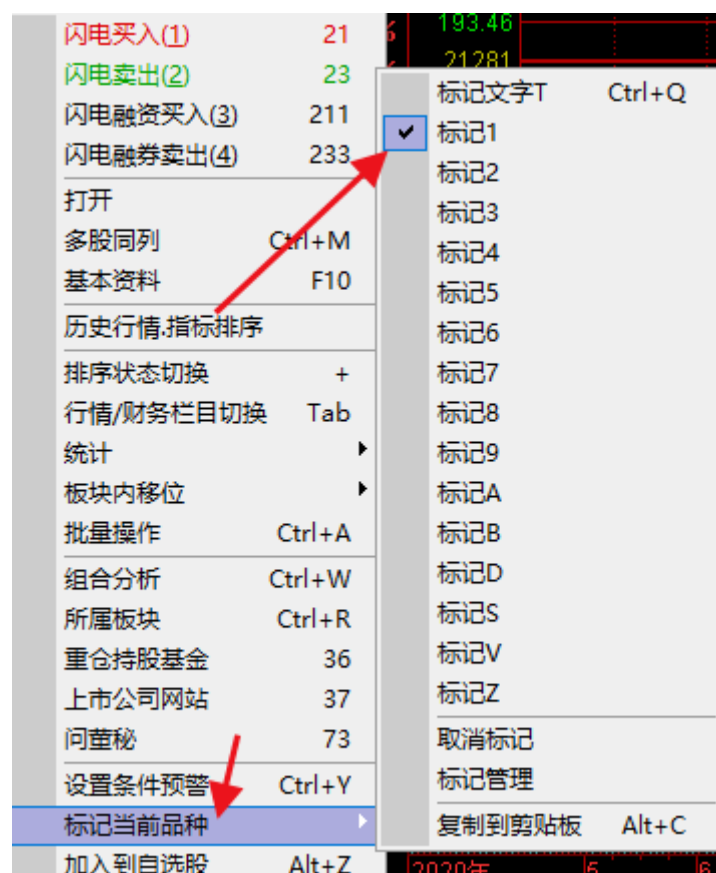 闪电买入(1) 21
闪电卖出(2) 23
闪电融资买入(3) 211
闪电融券卖出(4) 233
打开
多股同列 Ctrl+M
基本资料 F10
历史行情.指标排序
排序状态切换 +
行情/财务栏目切换 Tab
统计
板块内移位
批量操作 Ctrl+A
组合分析 Ctrl+W
所属板块 Ctrl+R
重仓持股基金 36
上市公司网站 37
问董秘 73
设置条件预警 Ctrl+Y
标记当前品种
加入到自选股 Alt+Z
193.46
21281
标记文字T Ctrl+Q
标记1
标记2
标记3
标记4
标记5
标记6
标记7
标记8
标记9
标记A
标记B
标记D
标记S
标记V
标记Z
取消标记
标记管理
复制到剪贴板 Alt+C
2020年 5 6